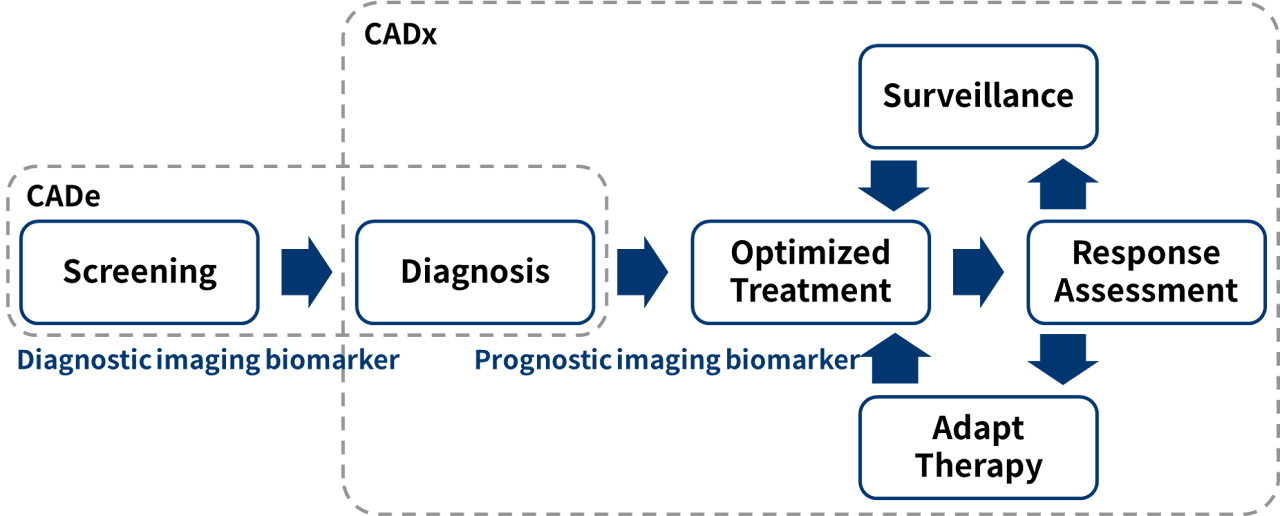 CADx
Surveillance
CADe
Screening
Diagnosis
Optimized
Treatment
Response
Assessment
Diagnostic imaging biomarker
Prognostic imaging biomarker
Adapt
Therapy